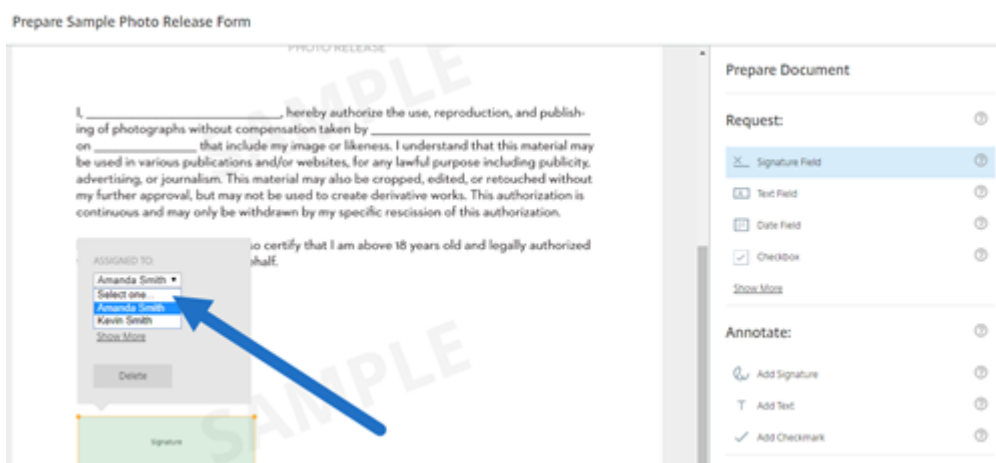 Prepare Sample Photo Release Form
PHOTO RELEASE
SAMPLE
I, ______________________________, hereby authorize the use, reproduction, and publish-
ing of photographs without compensation taken by __________________________________
on ________________ that include my image or likeness. I understand that this material may
be used in various publications and/or websites, for any lawful purpose including publicity,
advertising, or journalism. This material may also be cropped, edited, or retouched without
my further approval, but may not be used to create derivative works. This authorization is
continuous and may only be withdrawn by my specific rescission of this authorization.
so certify that I am above 18 years old and legally authorized
ehalf.
ASSIGNED TO:
Amanda Smith
Select one...
Amanda Smith
Kevin Smith
Show More
Delete
SAMPLE
Signature
Prepare Document
Request:
Signature Field
Text Field
Date Field
Checkbox
Show More
Annotate:
Add Signature
Add Text
Add Checkmark